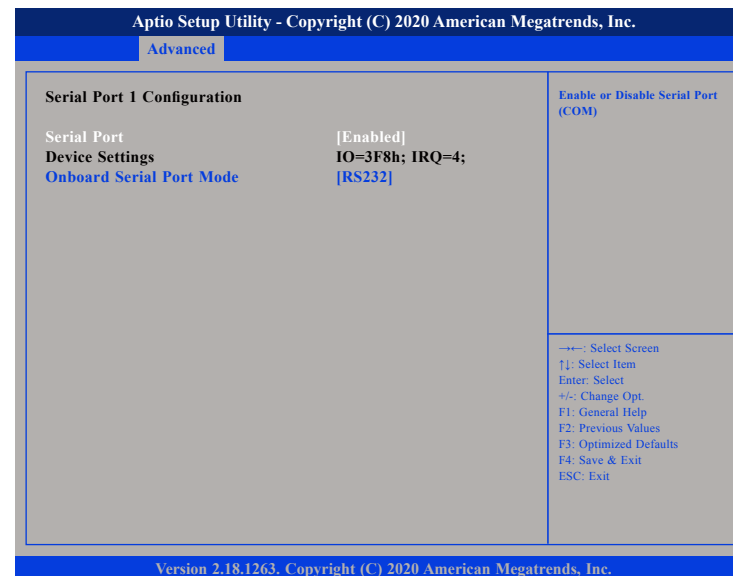 Aptio Setup Utility - Copyright (C) 2020 American Megatrends, Inc.
Advanced
Serial Port 1 Configuration
Serial Port [Enabled]
Device Settings IO=3F8h; IRQ=4;
Onboard Serial Port Mode [RS232]
Enable or Disable Serial Port
(COM)
→←: Select Screen
↑↓: Select Item
Enter: Select
+/-: Change Opt.
F1: General Help
F2: Previous Values
F3: Optimized Defaults
F4: Save & Exit
ESC: Exit
Version 2.18.1263. Copyright (C) 2020 American Megatrends, Inc.